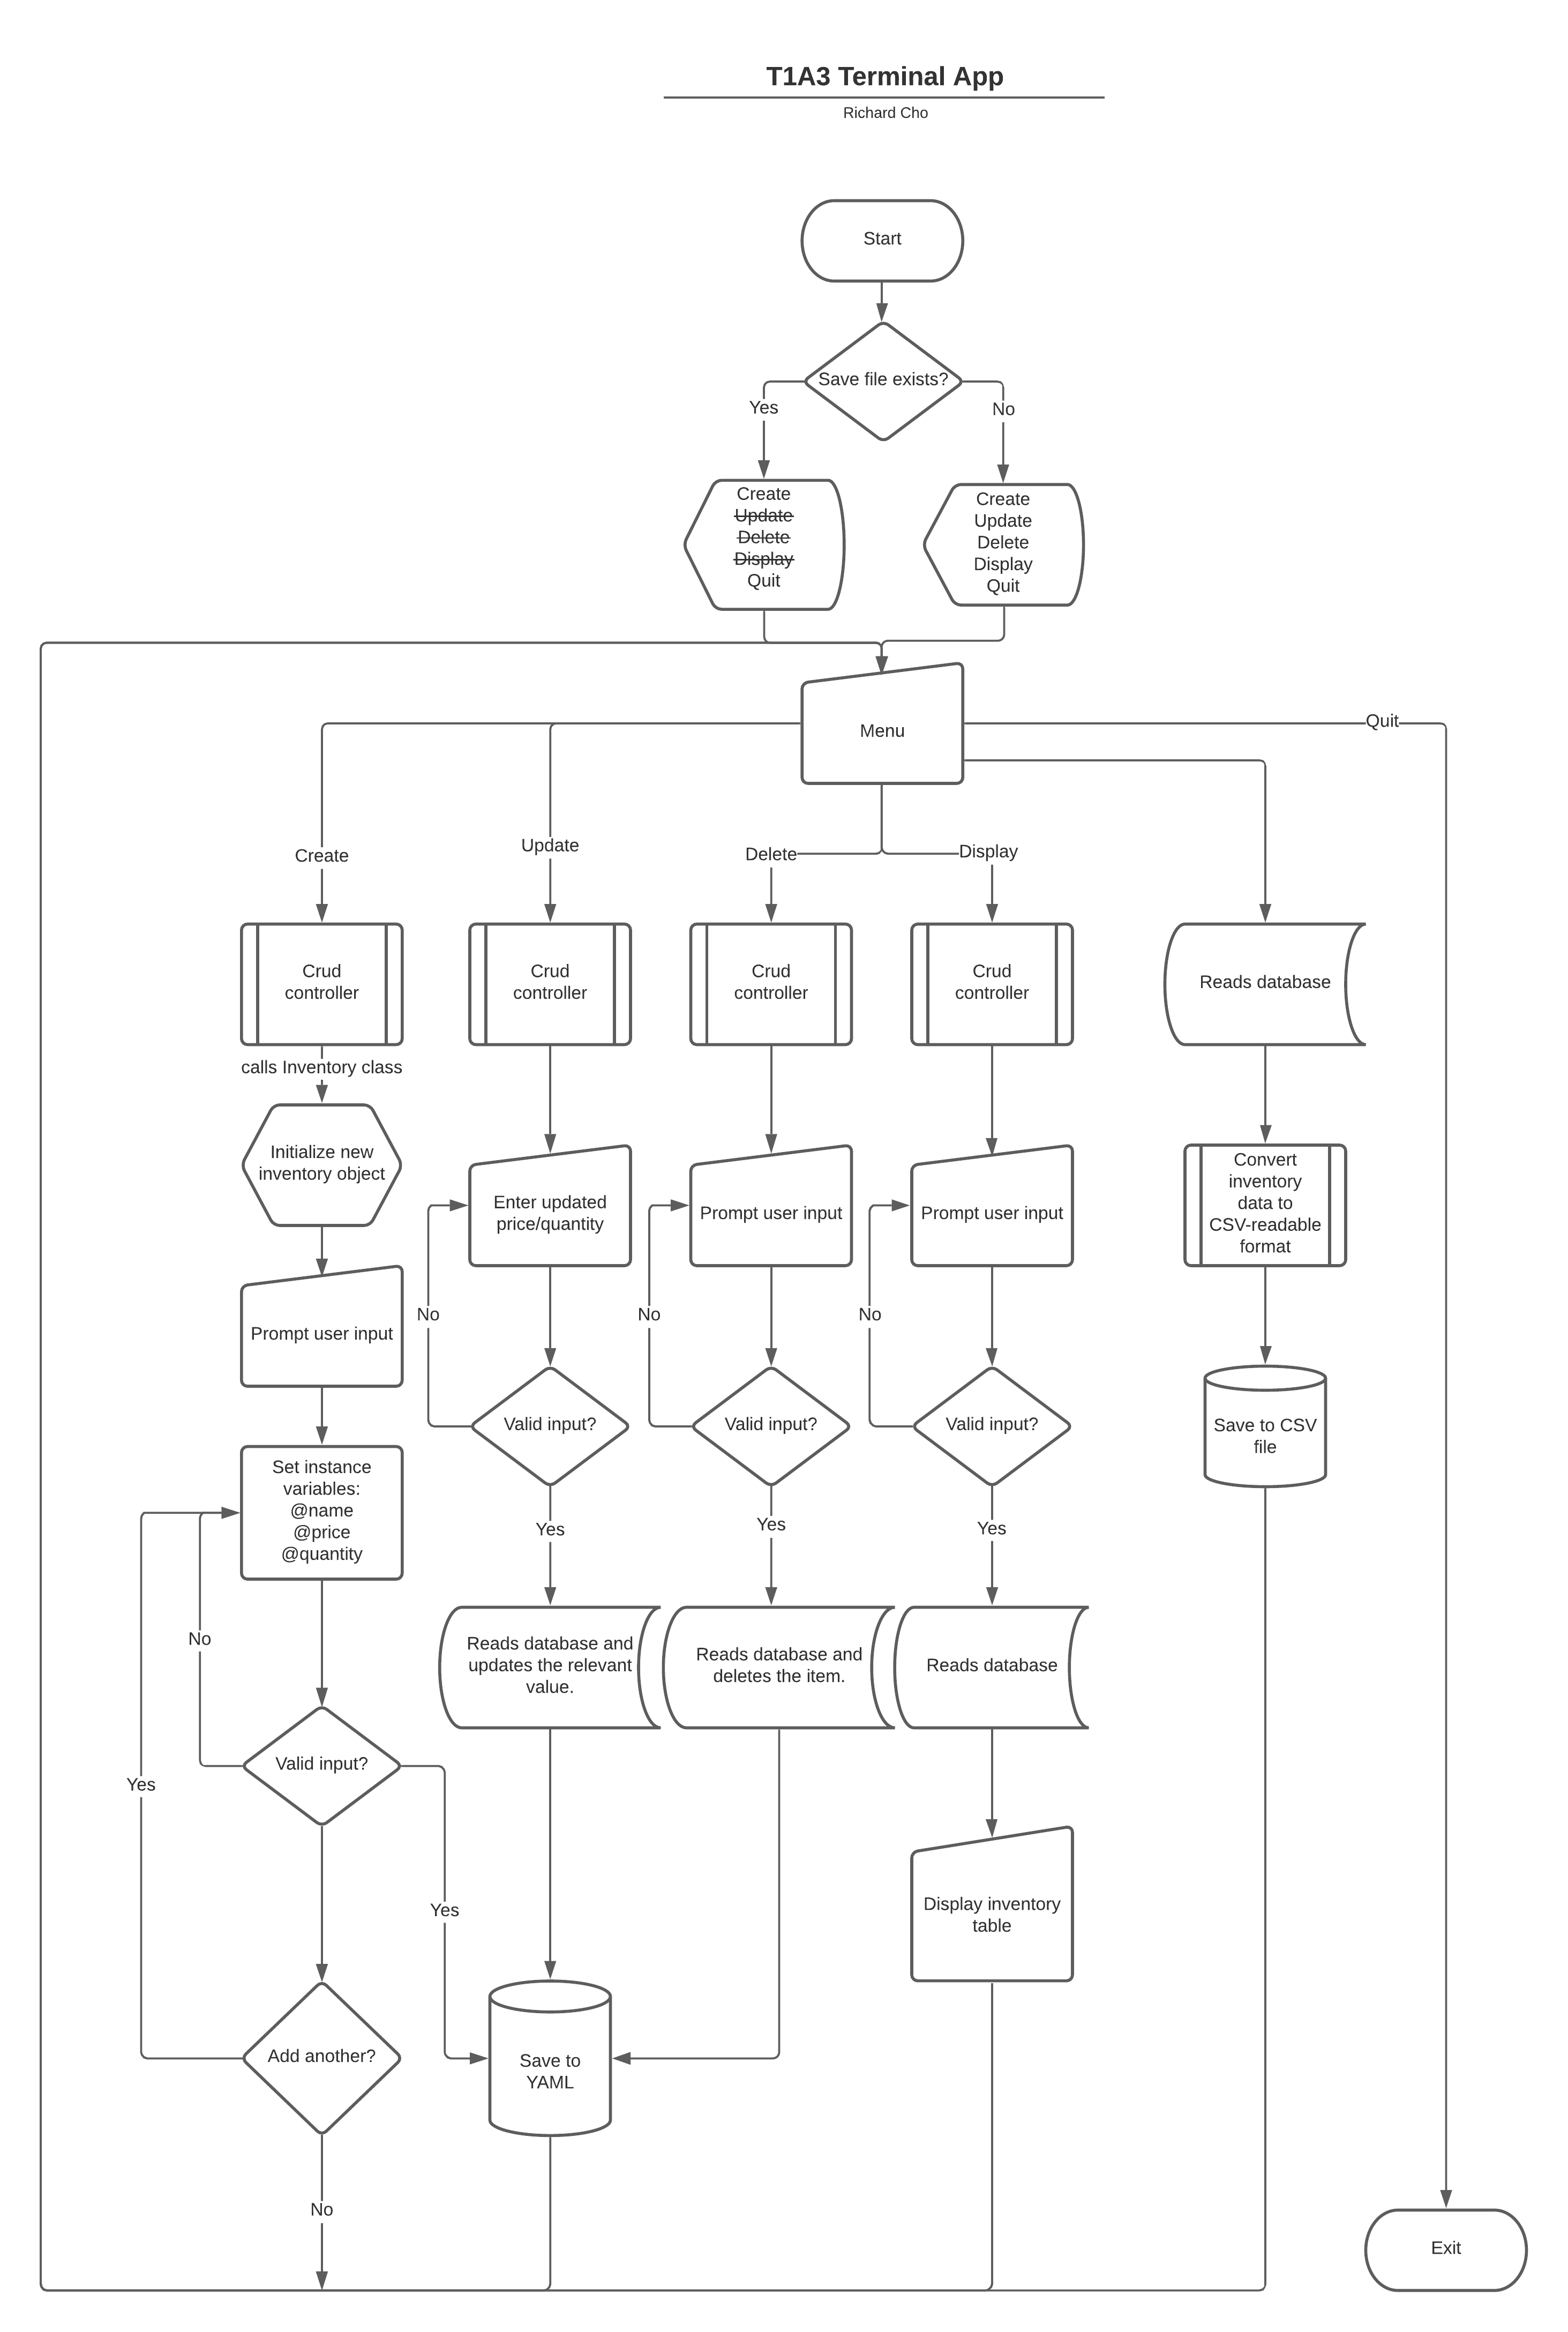 T1A3 Terminal App
Richard Cho
Start
Save file exists?
Yes
No
Create
Update
Delete
Display
Quit
Create
Update
Delete
Display
Quit
Menu
Quit
Create
Update
Delete
Display
Crud
controller
Crud
controller
Crud
controller
Crud
controller
Reads database
calls Inventory class
Initialize new
inventory object
Enter updated
price/quantity
Prompt user input
Prompt user input
Convert
inventory
data to
CSV-readable
format
Prompt user input
No
No
No
Valid input?
Valid input?
Valid input?
Save to CSV
file
Set instance
variables:
@name
@price
@quantity
Yes
Yes
Yes
No
Reads database and
updates the relevant
value.
Reads database and
deletes the item.
Reads database
Valid input?
Yes
Yes
Display inventory
table
Add another?
Save to
YAML
No
Exit